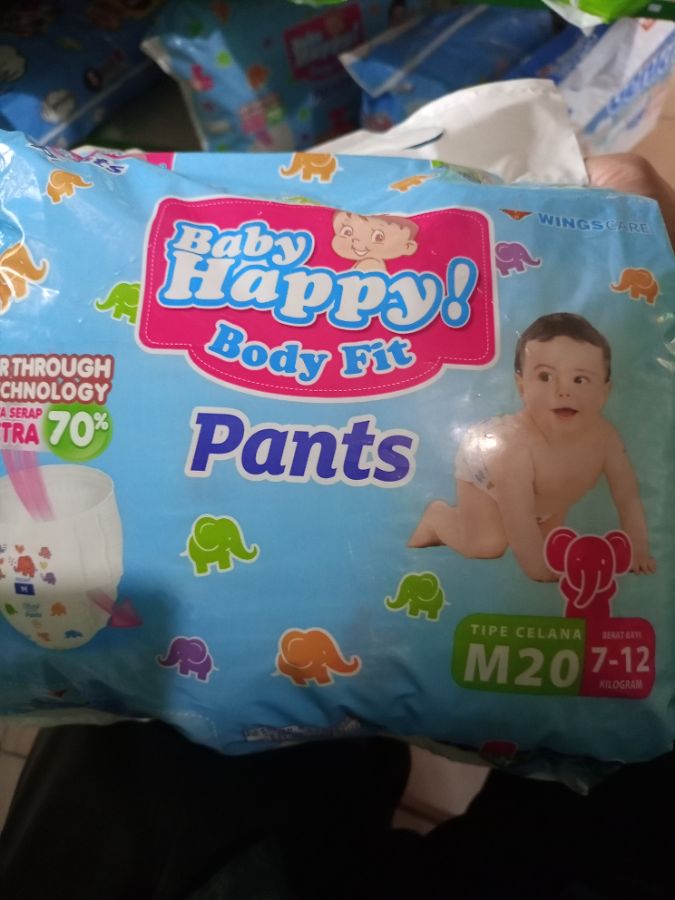 WINGSCARE
Baby
Happy!
Body Fit
Pants
R THROUGH
CHNOLOGY
A SERAP
TRA 70%
TIPE CELANA
M20
BERAT BAYI
7-12
KILOGRAM